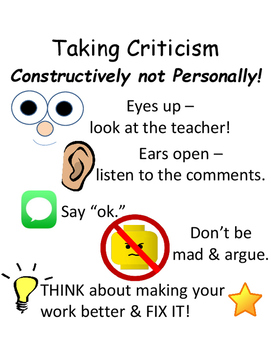 Taking Criticism
Constructively not Personally!
Eyes up –
look at the teacher!
Ears open –
listen to the comments.
Say “ok.”
Don’t be
mad & argue.
THINK about making your
work better & FIX IT!